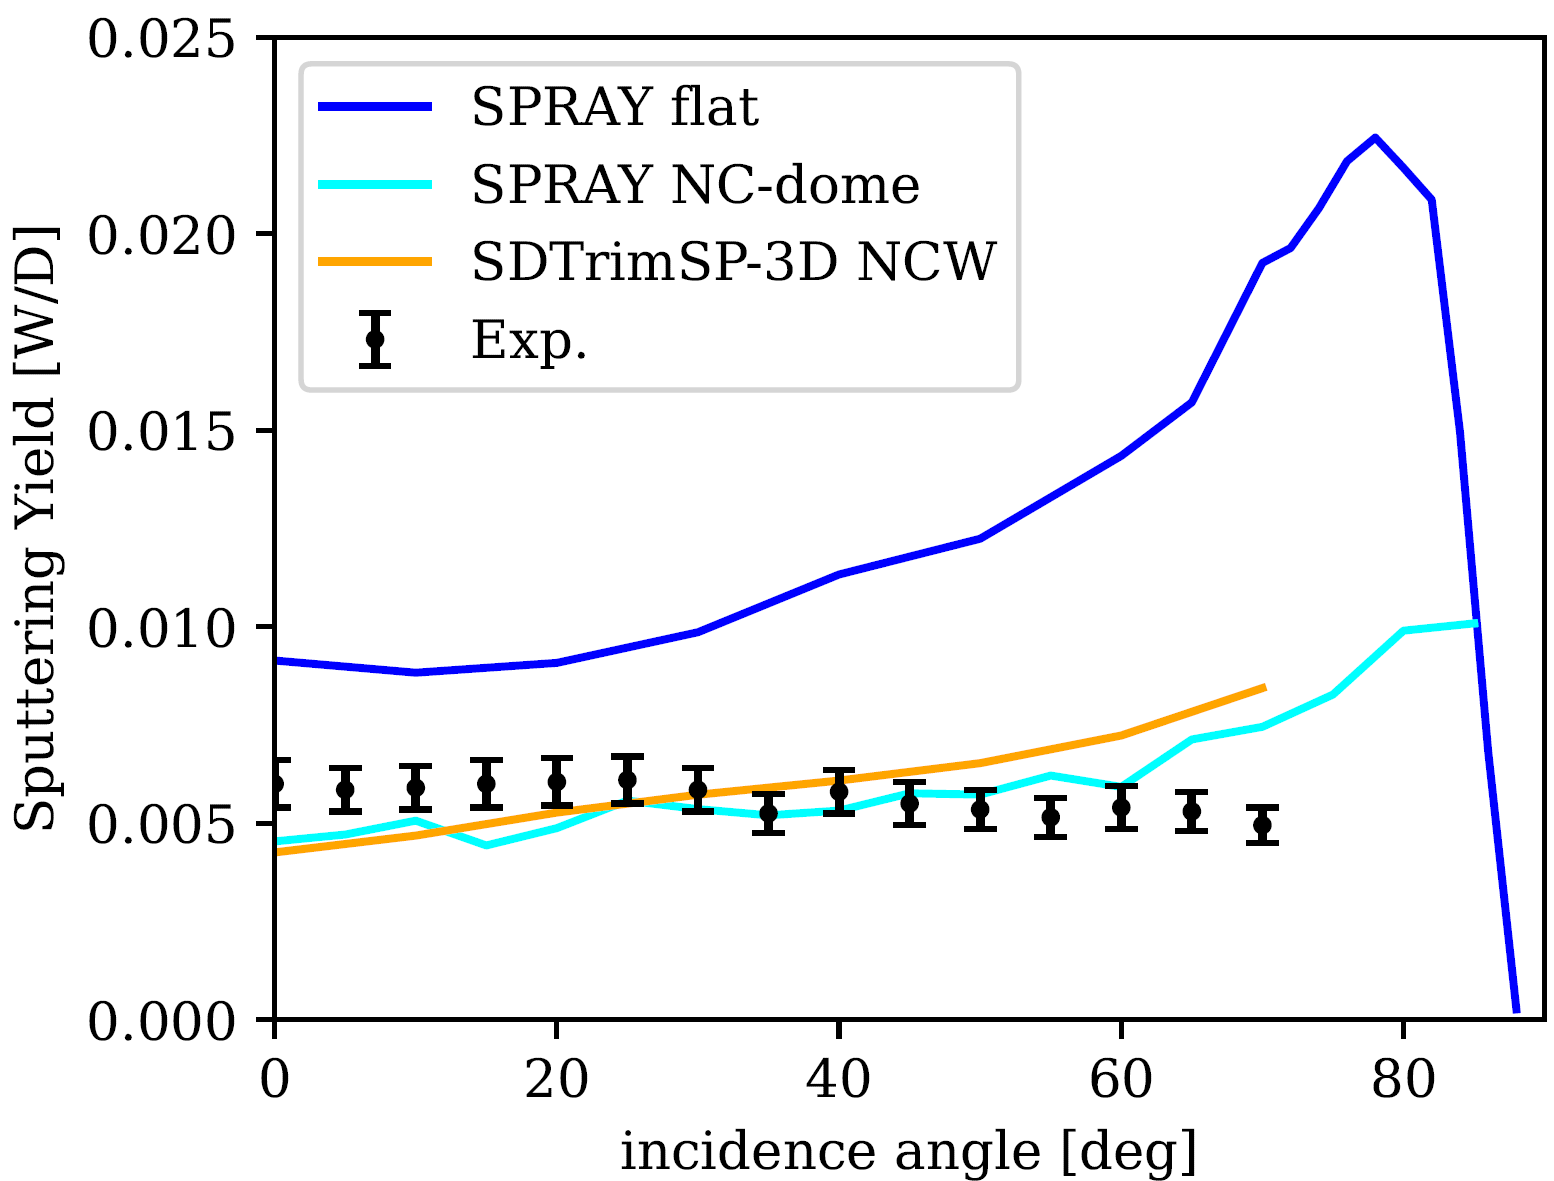 0.025
0.020
0.015
0.010
0.005
0.000
Sputtering Yield [W/D]
SPRAY flat
SPRAY NC-dome
SDTrimSP-3D NCW
Exp.
0 20 40 60 80
incidence angle [deg]